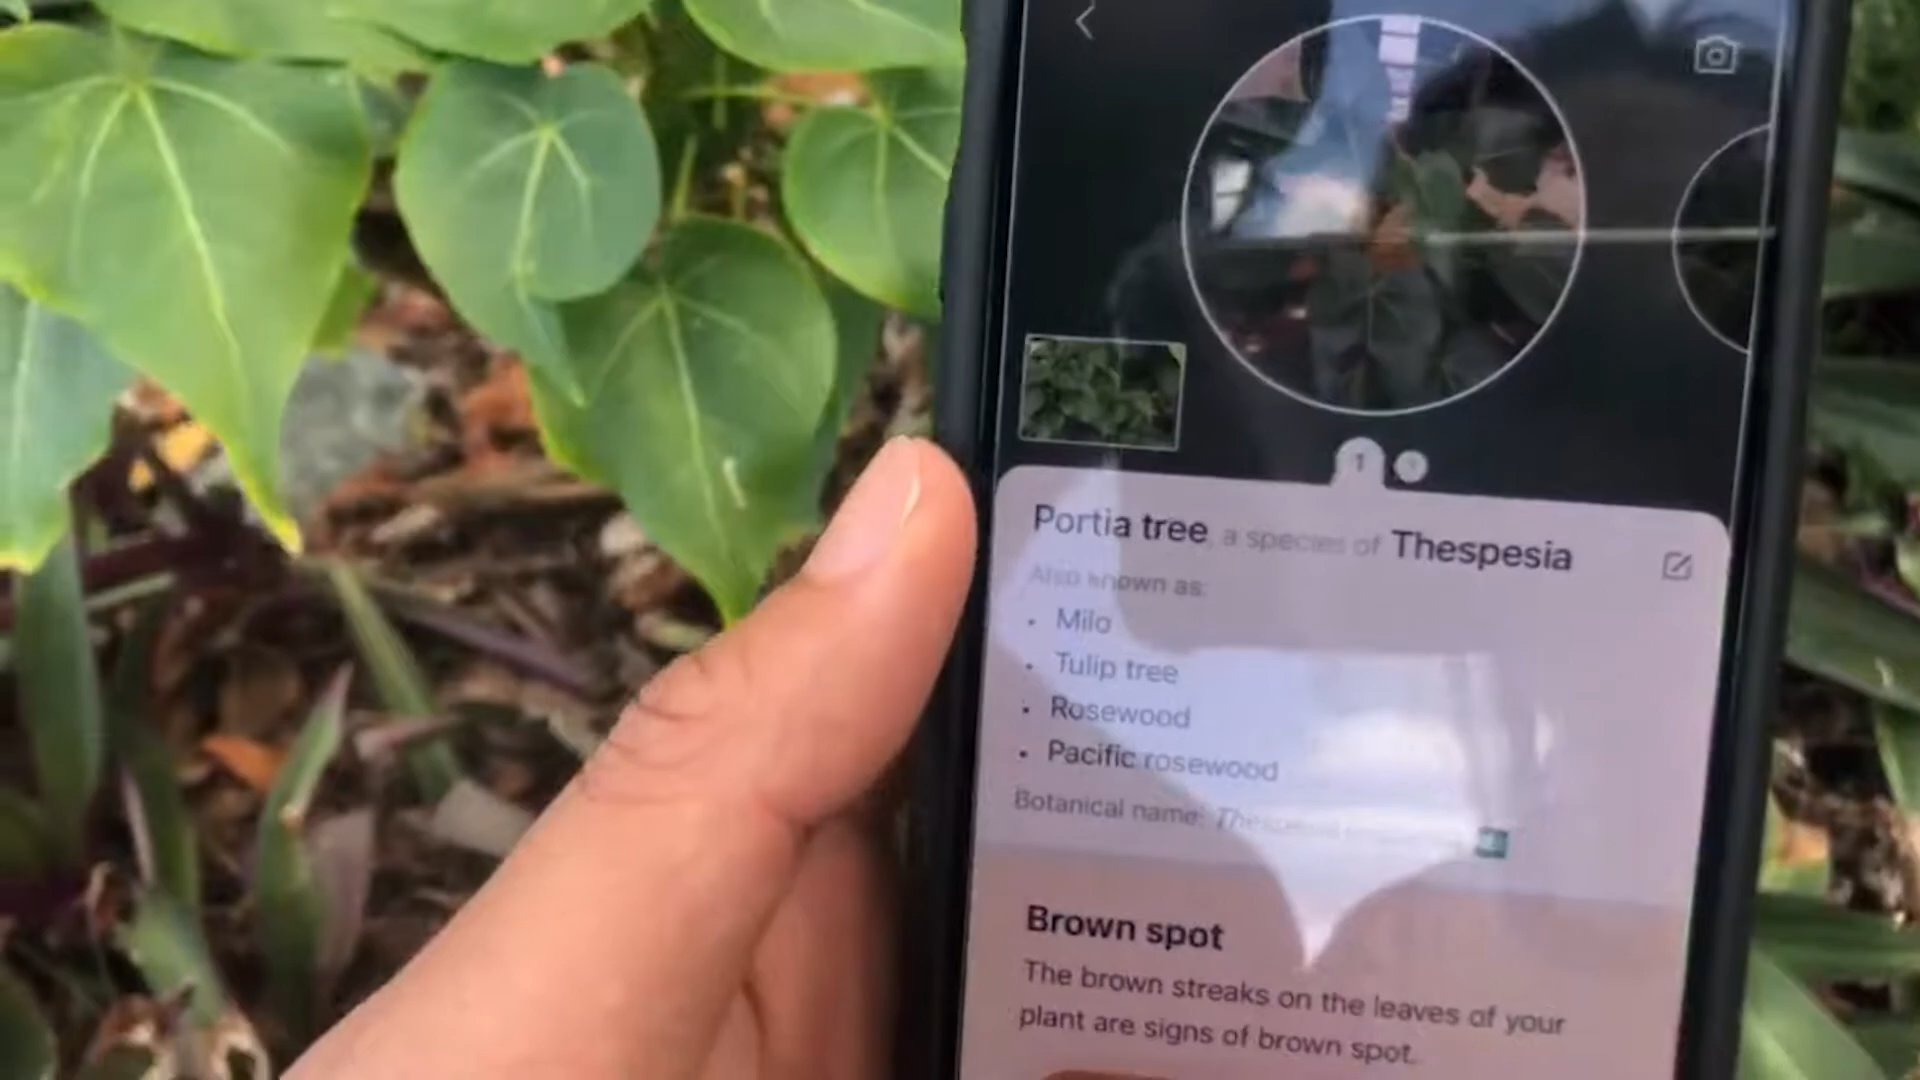 1
Portia tree, a species of Thespesia
Also known as:
• Milo
• Tulip tree
• Rosewood
• Pacific rosewood
Botanical name:
Brown spot
The brown streaks on the leaves of your
plant are signs of brown spot.